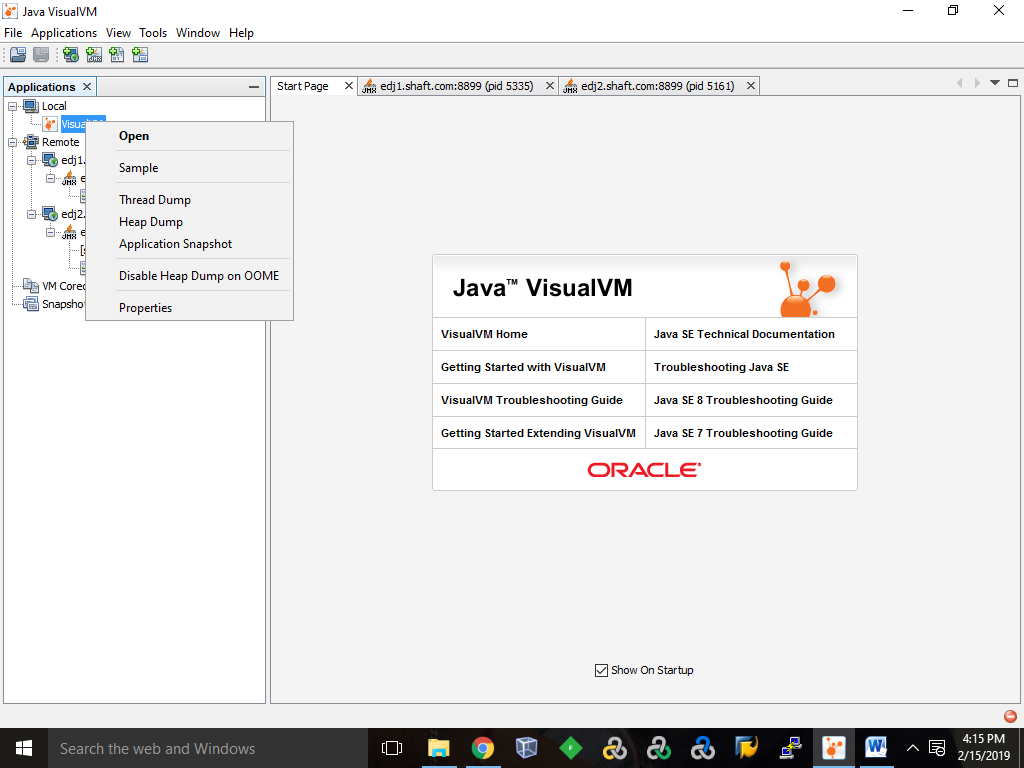 Java VisualVM
File Applications View Tools Window Help
Applications
Start Page
edj1.shaft.com:8899 (pid 5335)
edj2.shaft.com:8899 (pid 5161)
Local
VisualVM
Remote
edj1.
e
edj2.
e
[s
VM Cored
Snapshot
Open
Sample
Thread Dump
Heap Dump
Application Snapshot
Disable Heap Dump on OOME
Properties
Java™ VisualVM
VisualVM Home
Java SE Technical Documentation
Getting Started with VisualVM
Troubleshooting Java SE
VisualVM Troubleshooting Guide
Java SE 8 Troubleshooting Guide
Getting Started Extending VisualVM
Java SE 7 Troubleshooting Guide
ORACLE®
Show On Startup
Search the web and Windows
4:15 PM
2/15/2019